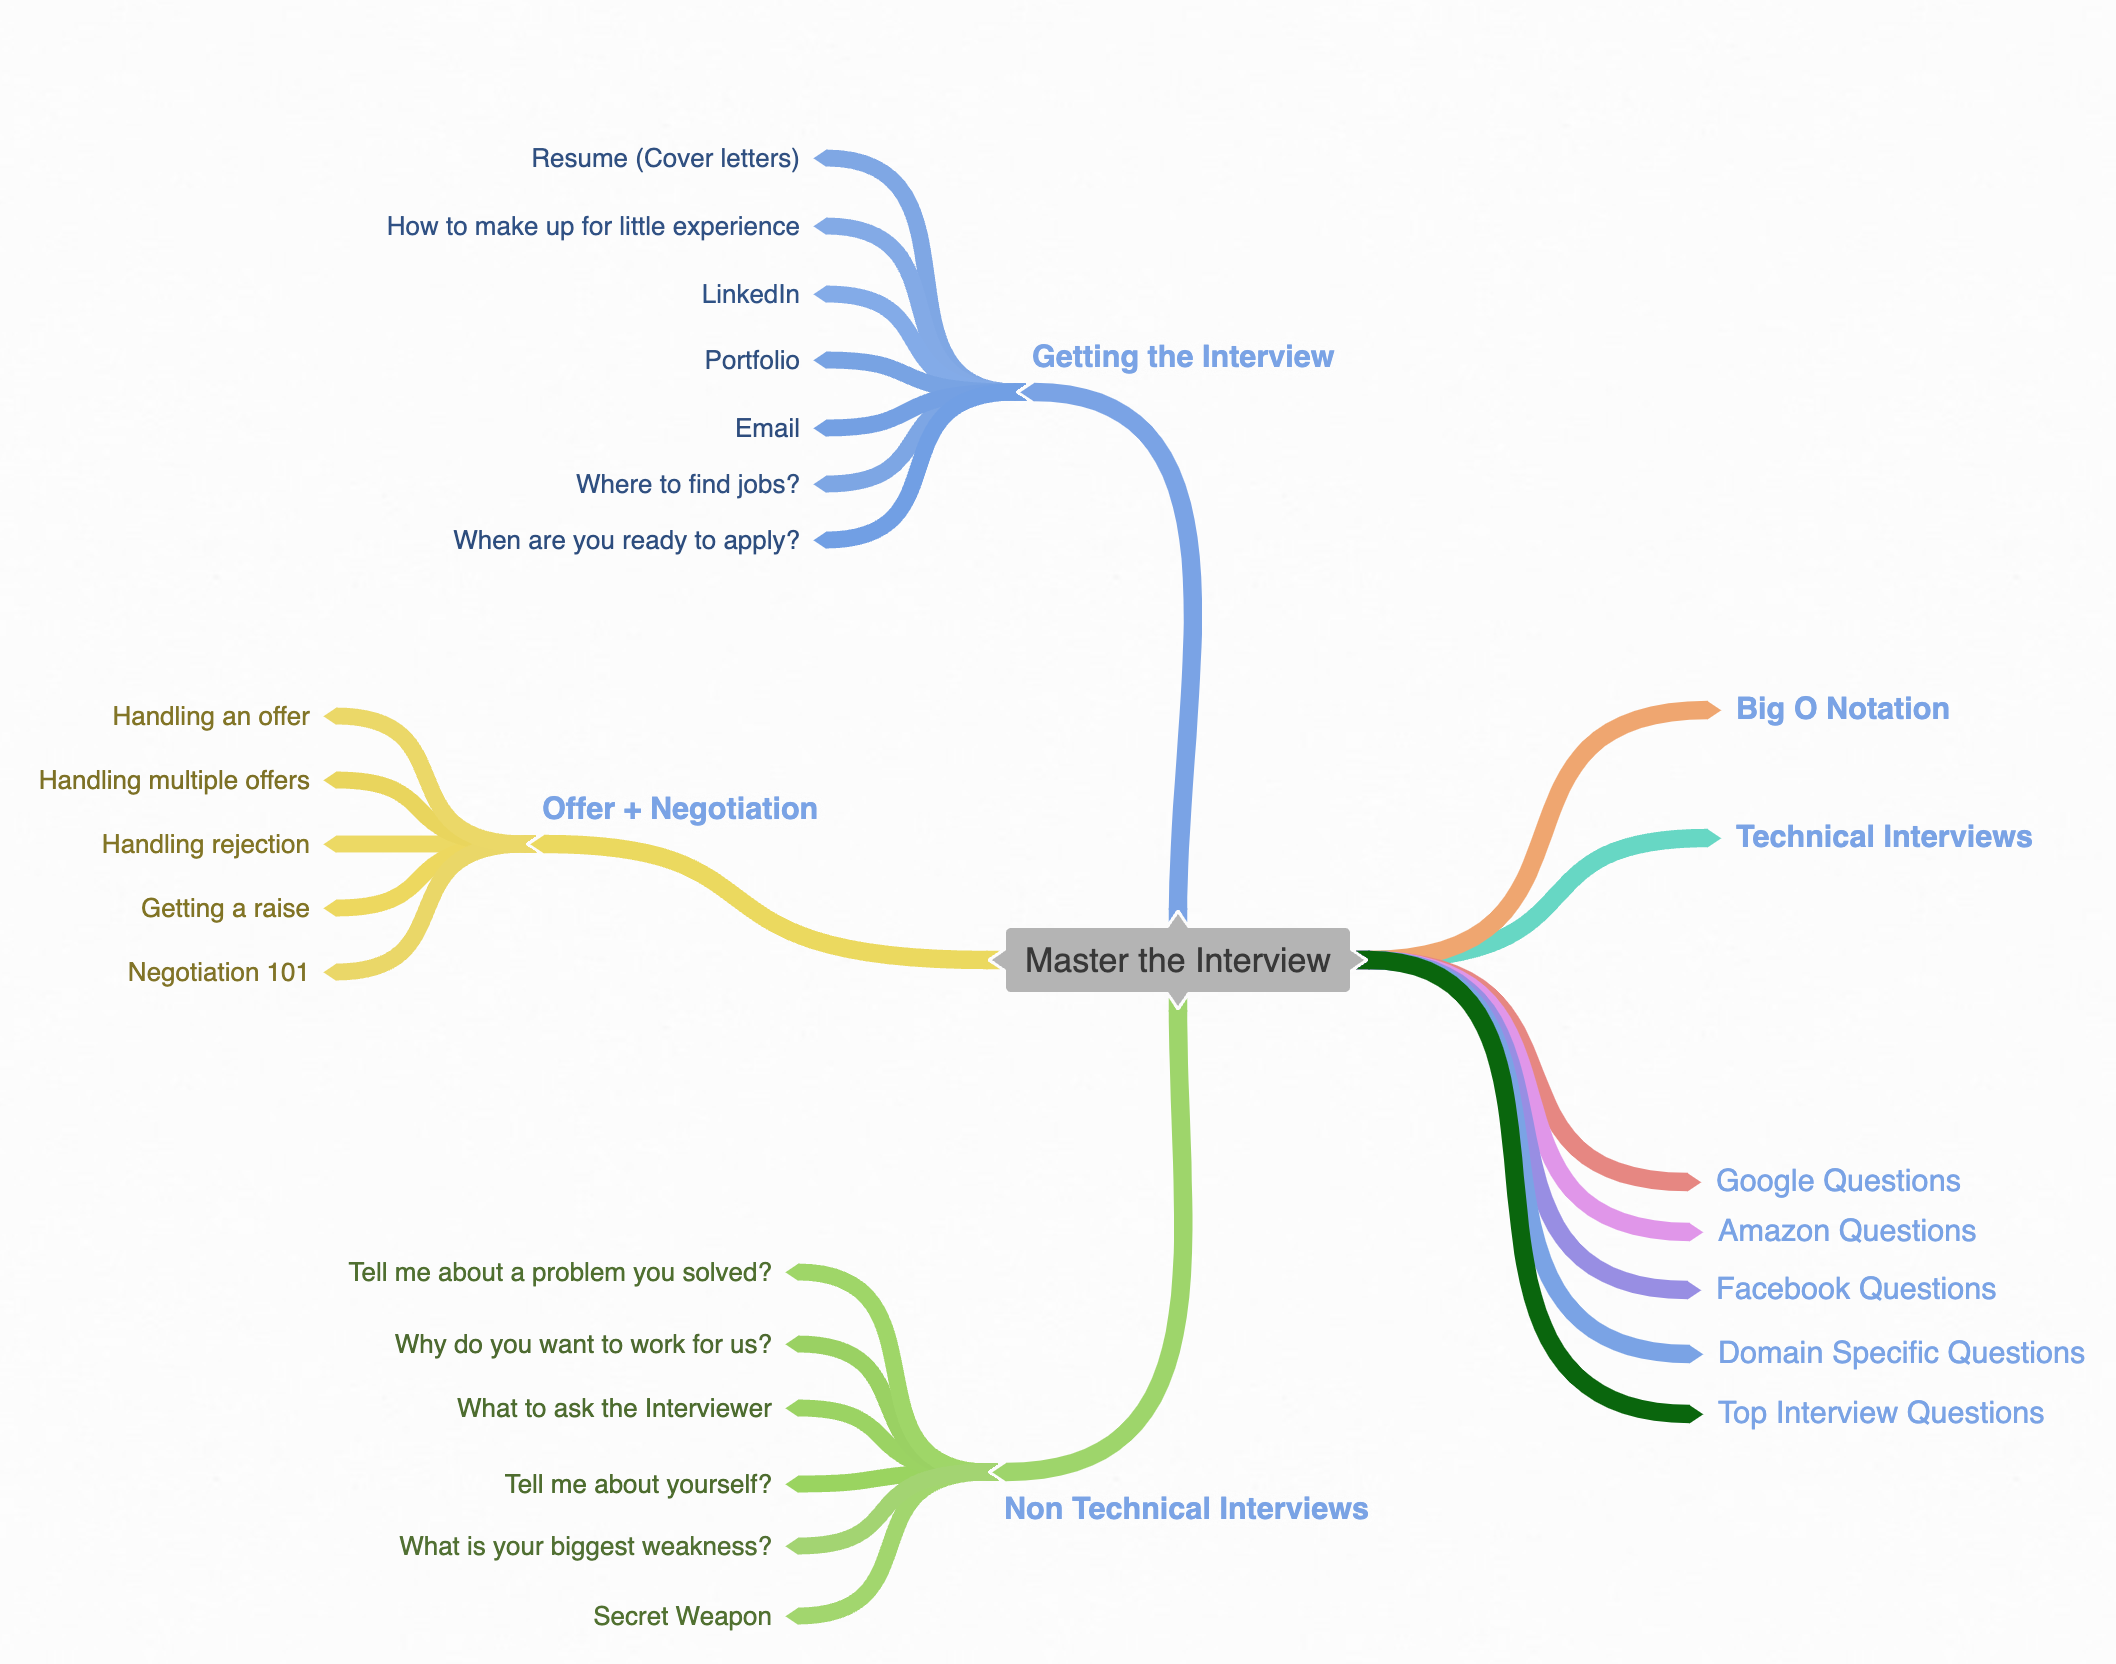 Resume (Cover letters)
How to make up for little experience
LinkedIn
Portfolio
Email
Where to find jobs?
When are you ready to apply?
Getting the Interview
Handling an offer
Handling multiple offers
Handling rejection
Getting a raise
Negotiation 101
Offer + Negotiation
Master the Interview
Big O Notation
Technical Interviews
Google Questions
Amazon Questions
Facebook Questions
Domain Specific Questions
Top Interview Questions
Tell me about a problem you solved?
Why do you want to work for us?
What to ask the Interviewer
Tell me about yourself?
What is your biggest weakness?
Secret Weapon
Non Technical Interviews